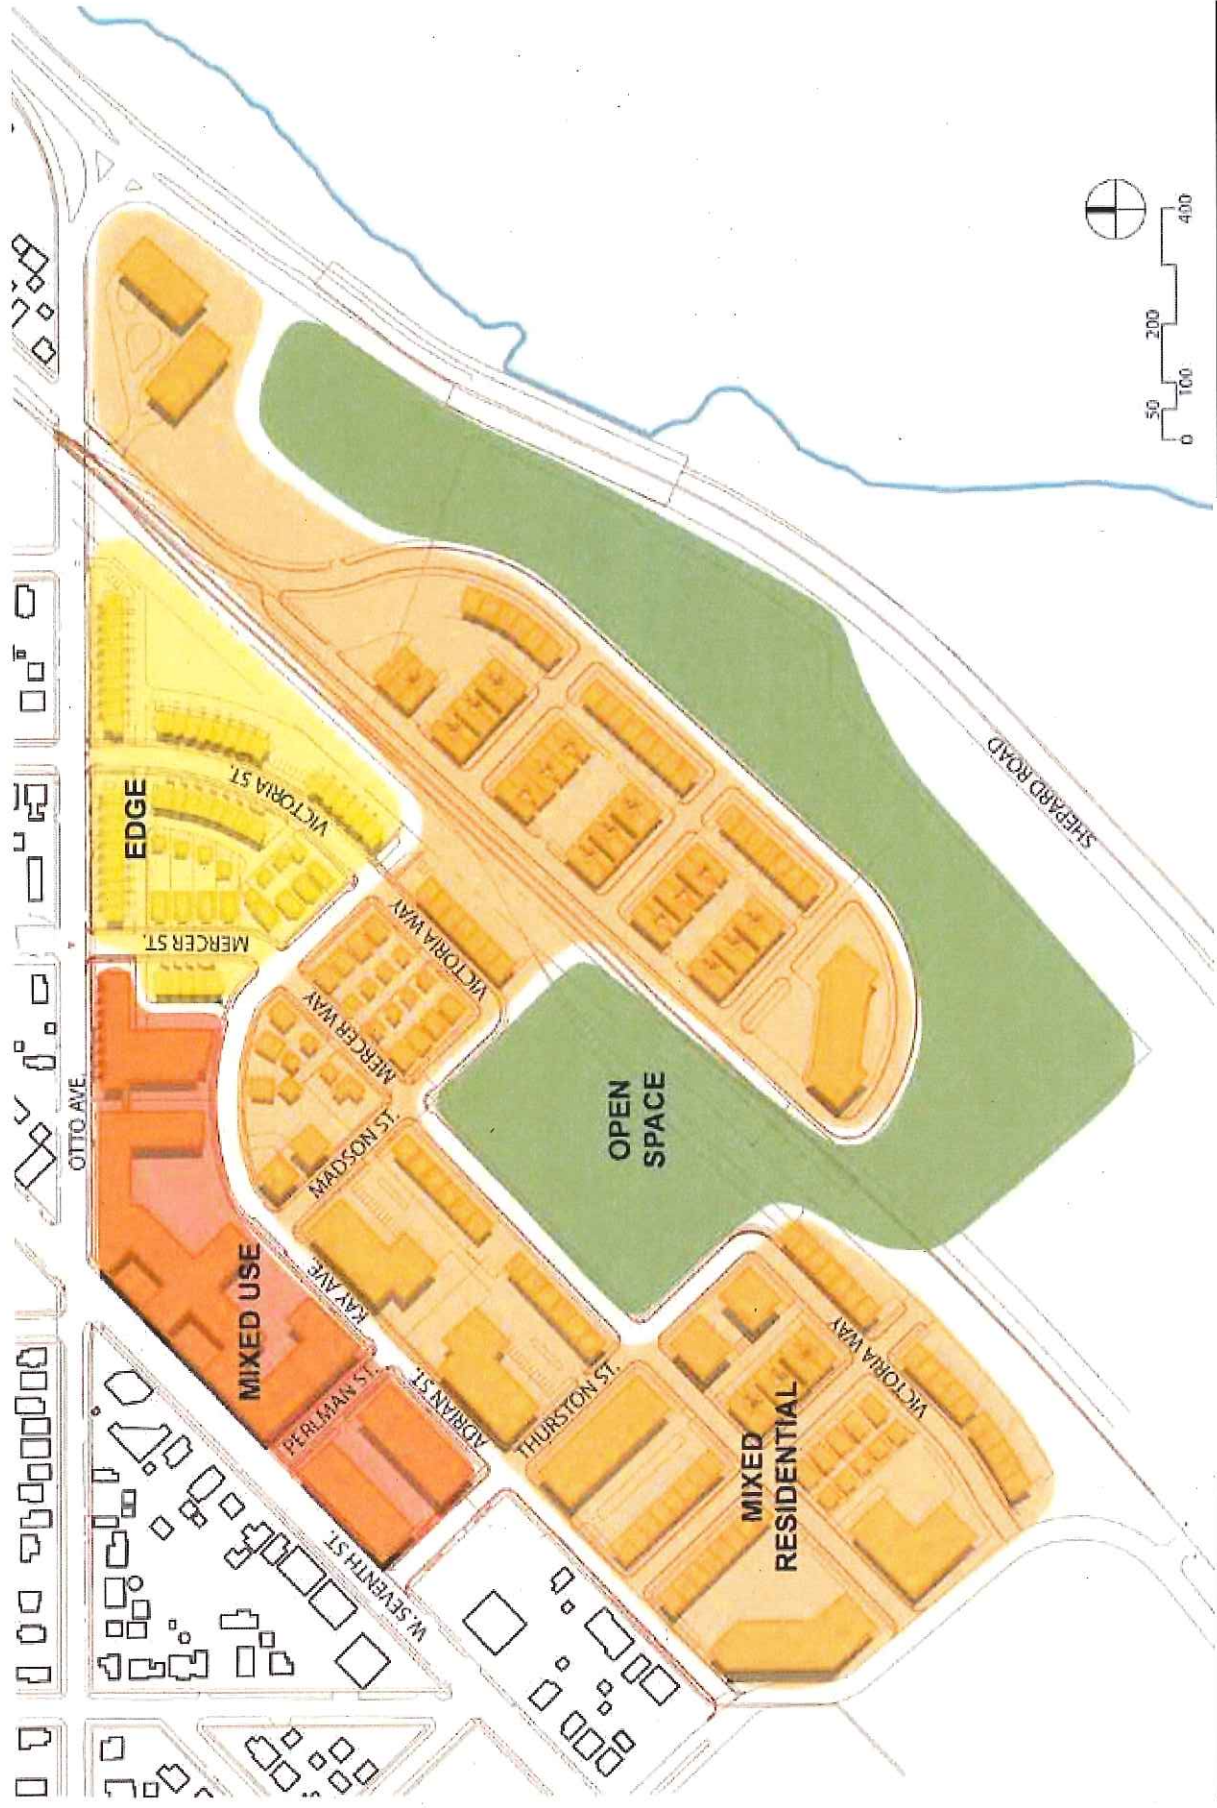 OTTO AVE.
EDGE
MERCER ST.
VICTORIA ST.
MIXED USE
PERLMAN ST.
KAY AVE.
ADRIAN ST.
MADSON ST.
MERCER WAY
VICTORIA WAY
W. SEVENTH ST.
THURSTON ST.
OPEN
SPACE
MIXED
RESIDENTIAL
VICTORIA WAY
SHEPARD ROAD
0 50 100 200 400